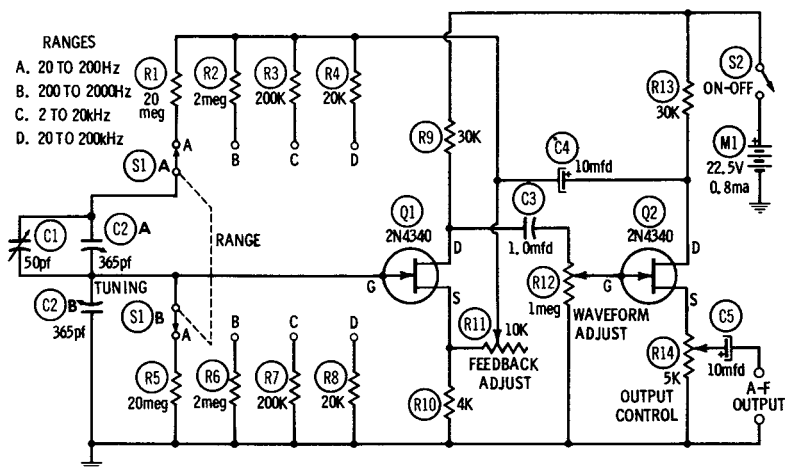 RANGES
A. 20 TO 200Hz
B. 200 TO 2000Hz
C. 2 TO 20kHz
D. 20 TO 200kHz
R1
20
meg
R2
2meg
R3
200K
R4
20K
A
B
C
D
S1
A
C1
50pf
C2
A
365pf
RANGE
TUNING
C2
B
365pf
S1
B
A
B
C
D
R5
20meg
R6
2meg
R7
200K
R8
20K
R9
30K
Q1
2N4340
D
G
S
R10
4K
R11
10K
FEEDBACK
ADJUST
C3
1.0mfd
C4
+
10mfd
R12
1meg
WAVEFORM
ADJUST
R13
30K
Q2
2N4340
D
G
S
R14
5K
OUTPUT
CONTROL
C5
+
10mfd
A-F
OUTPUT
S2
ON-OFF
M1
+
22.5V
0.8ma